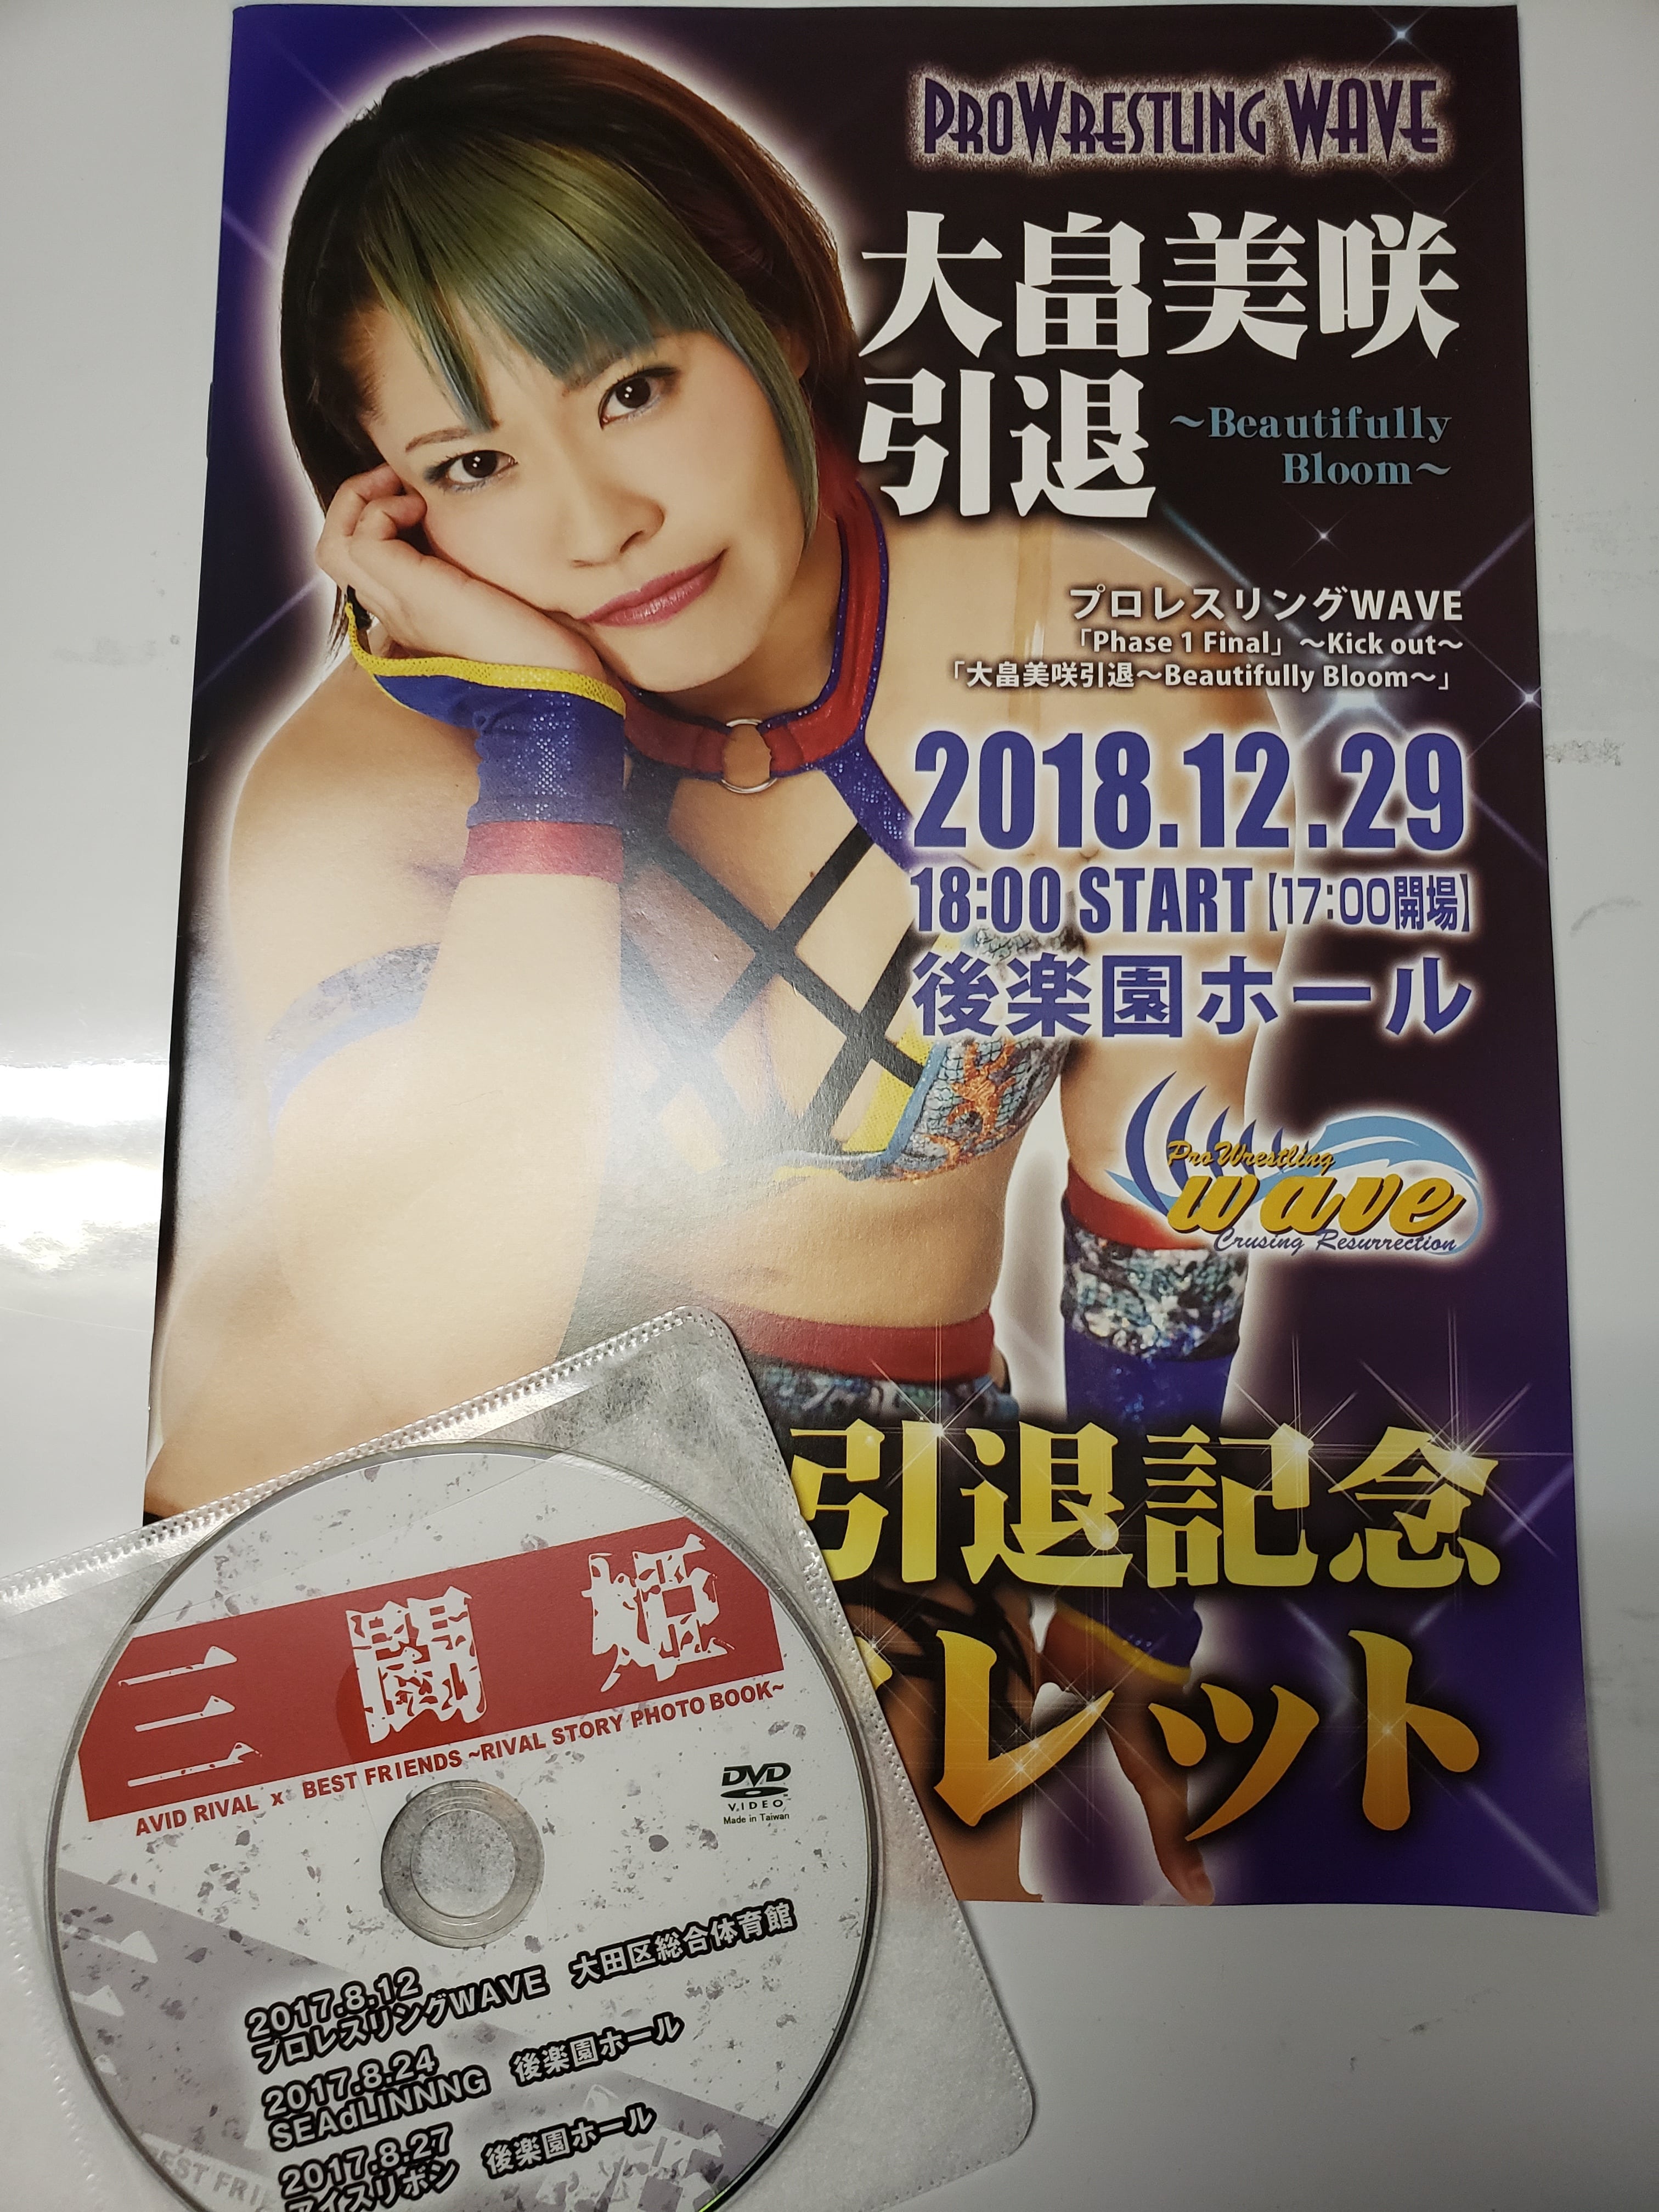 PROWRESTLING WAVE
大畠美咲
引退
～Beautifully
Bloom～
プロレスリングWAVE
「Phase 1 Final」 ～Kick out～
「大畠美咲引退～Beautifully Bloom～」
2018.12.29
18:00 START【17:00開場】
後楽園ホール
ProWrestling
wave
Crusing Resurrection
引退記念
レット
三闘姫
AVID RIVAL x BEST FRIENDS ~RIVAL STORY PHOTO BOOK~
DVD
VIDEO
Made in Taiwan
2017.8.12
プロレスリングWAVE 大田区総合体育館
2017.8.24
SEAdLINNNG 後楽園ホール
2017.8.27
アイスリボン 後楽園ホール